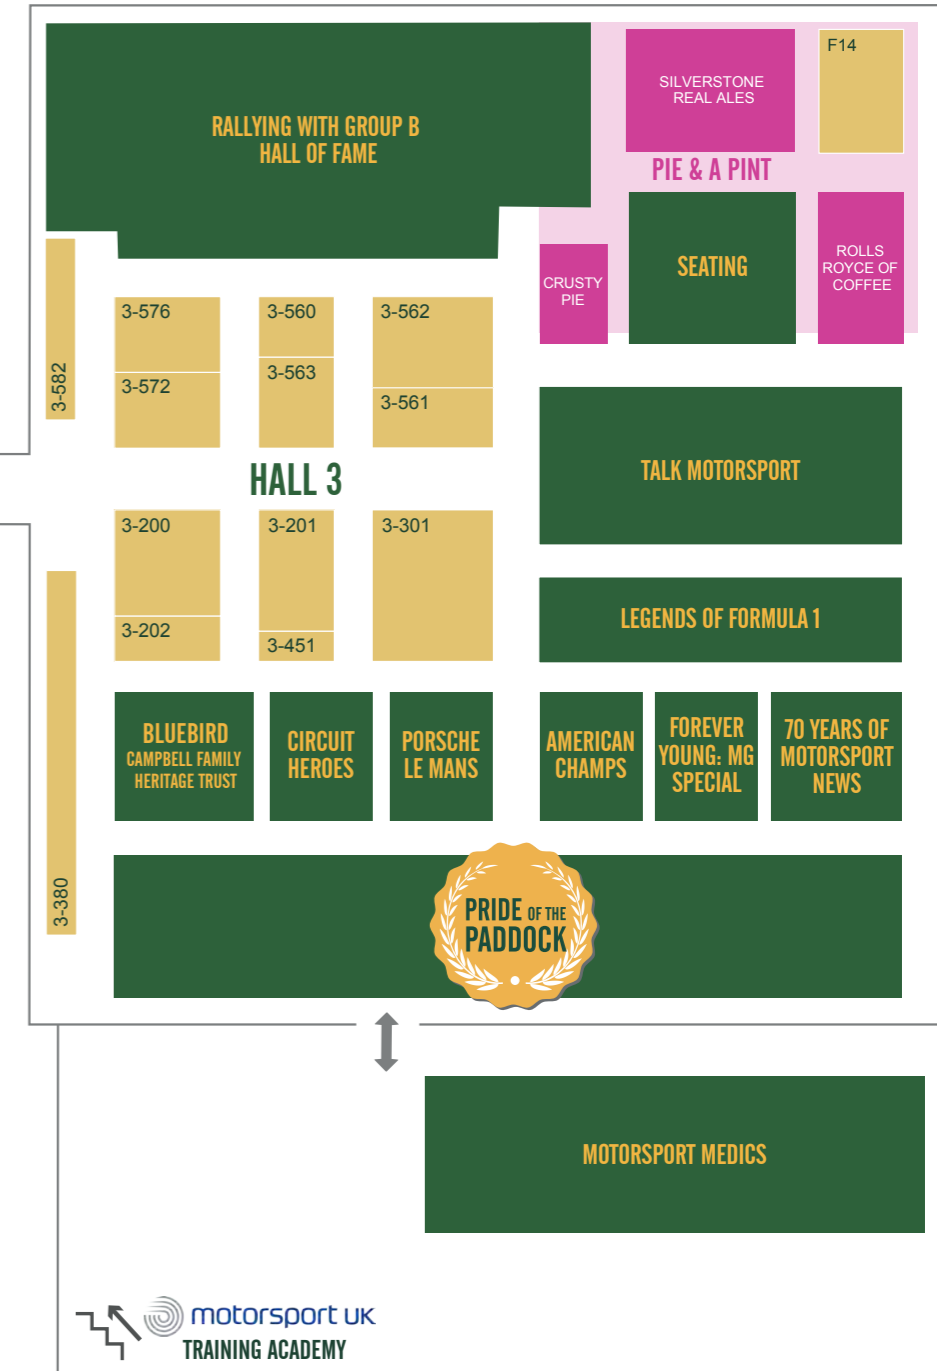 RALLYING WITH GROUP B
HALL OF FAME
SILVERSTONE
REAL ALES
F14
PIE & A PINT
CRUSTY
PIE
SEATING
ROLLS
ROYCE OF
COFFEE
3-582
3-576
3-560
3-562
3-572
3-563
3-561
HALL 3
TALK MOTORSPORT
3-200
3-201
3-301
3-202
3-451
LEGENDS OF FORMULA 1
3-380
BLUEBIRD
CAMPBELL FAMILY
HERITAGE TRUST
CIRCUIT
HEROES
PORSCHE
LE MANS
AMERICAN
CHAMPS
FOREVER
YOUNG: MG
SPECIAL
70 YEARS OF
MOTORSPORT
NEWS
PRIDE OF THE
PADDOCK
MOTORSPORT MEDICS
motorsport UK
TRAINING ACADEMY